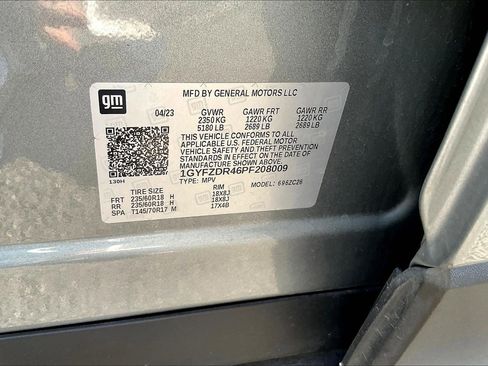 MFD BY GENERAL MOTORS LLC
gm
04/23 GVWR GAWR FRT GAWR RR
2350 KG 1220 KG 1220 KG
5180 LB 2689 LB 2689 LB
THIS VEHICLE CONFORMS TO ALL
APPLICABLE U.S. FEDERAL MOTOR
VEHICLE SAFETY AND THEFT PREVENTION
STANDARDS IN EFFECT ON THE DATE OF
MANUFACTURE SHOWN ABOVE.
1GYFZDR46PF208009
130H TYPE: MPV MODEL: 6962C26
TIRE SIZE RIM
FRT 235/60R18 H 18X8J
RR 235/60R18 H 18X8J
SPA T145/70R17 M 17X4B